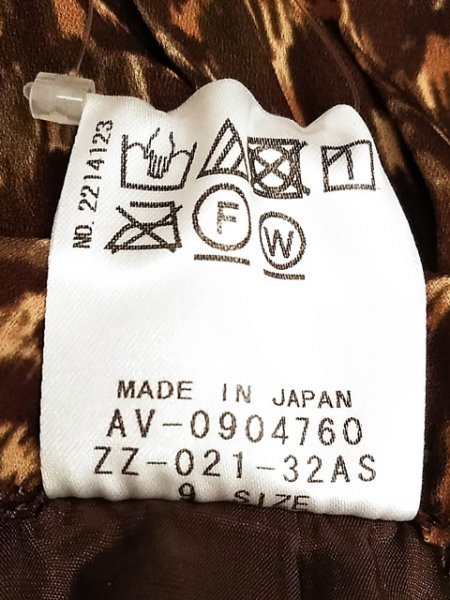 NO. 2214123
F
W
MADE IN JAPAN
AV-0904760
ZZ-021-32AS
9 SIZE